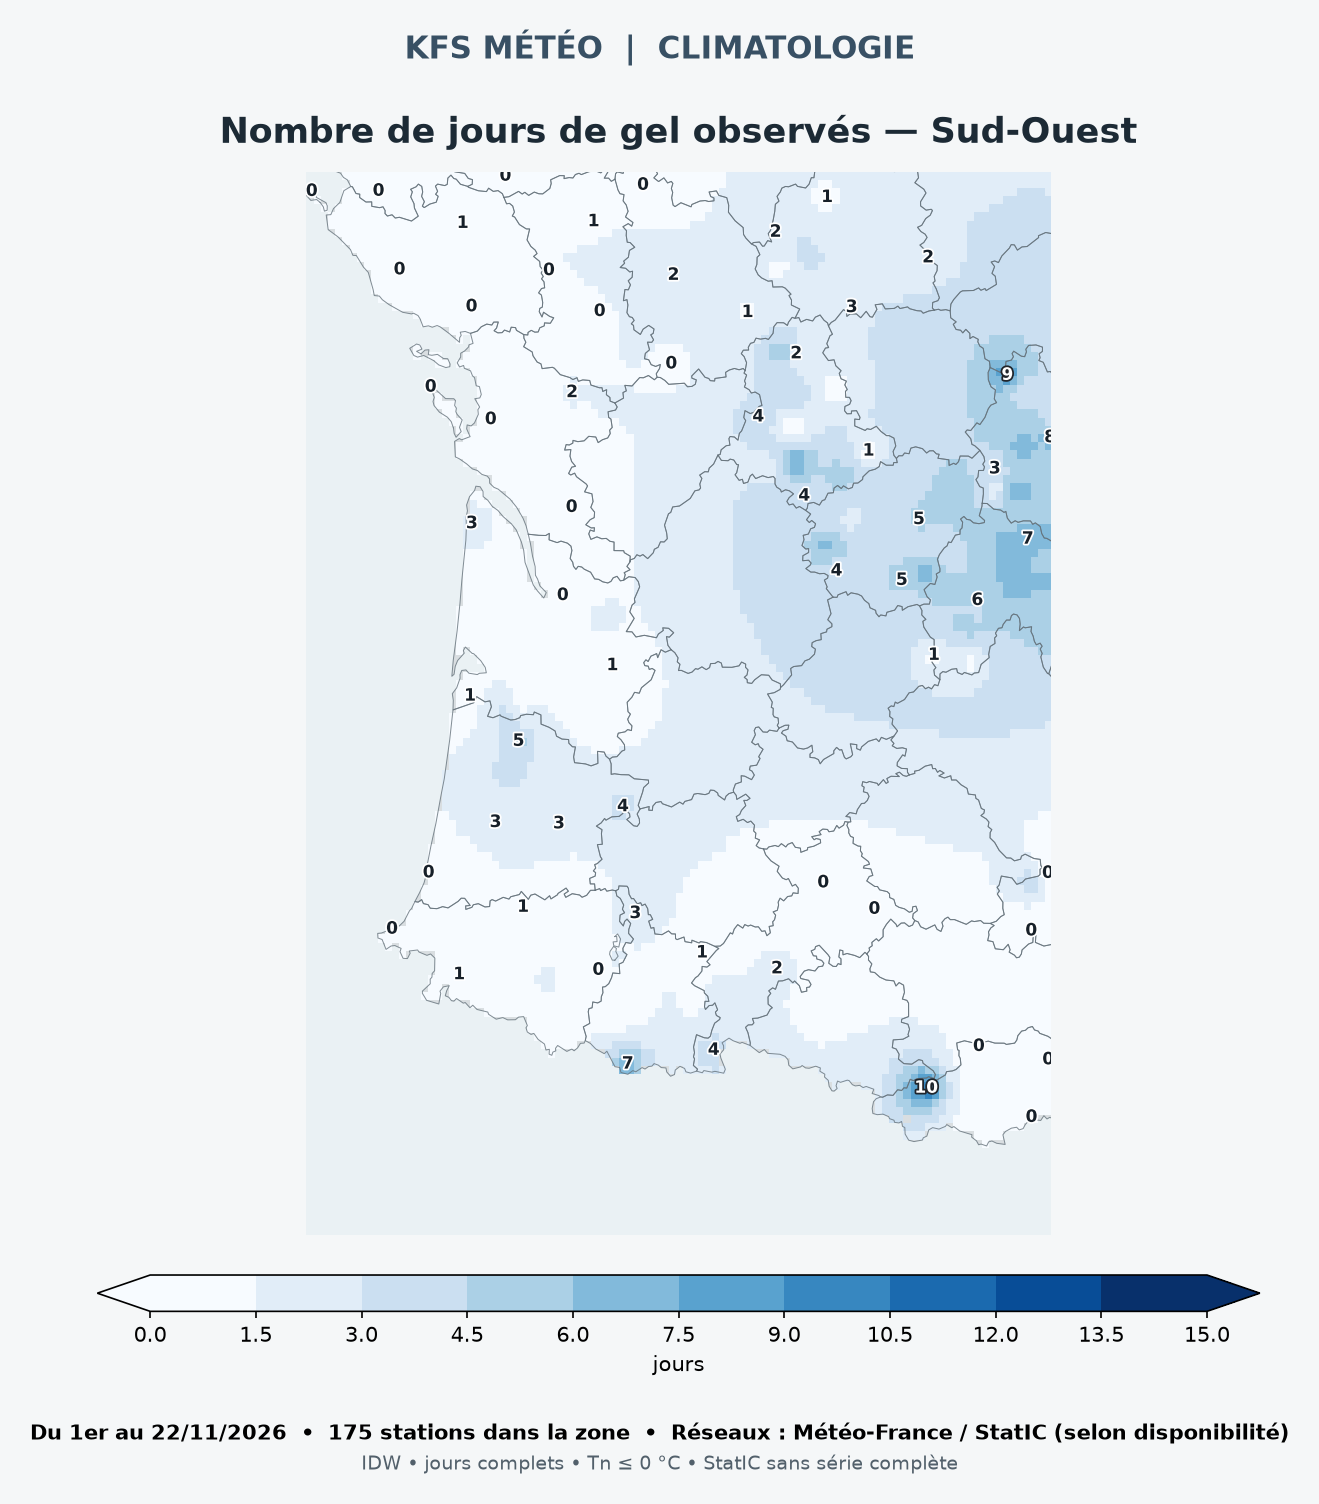 KFS MÉTÉO | CLIMATOLOGIE
Nombre de jours de gel observés — Sud-Ouest
0
0 0 0
1
1 1
2
0 0 2 2
0 0 1 3
2
0 9
0 2
0 4
8
1
3
4
0
3 5
7
4
5
0 6
1 1
1
5
4
3 3
0 0
0
1 3 0
0 0
1
1 0 2
0
4 0
7
10
0
0.0 1.5 3.0 4.5 6.0 7.5 9.0 10.5 12.0 13.5 15.0
jours
Du 1er au 22/11/2026 • 175 stations dans la zone • Réseaux : Météo-France / StatIC (selon disponibilité)
IDW • jours complets • Tn ≤ 0 °C • StatIC sans série complète